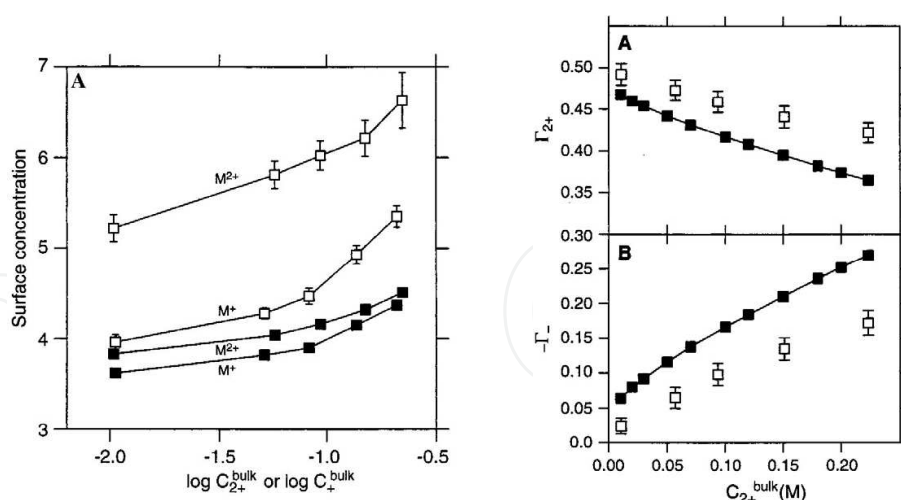 A
7
6
5
4
3
Surface concentration
M²⁺
M⁺
M²⁺
M⁺
-2.0 -1.5 -1.0 -0.5
log C₂₊ᵇᵘˡᵏ or log C₊ᵇᵘˡᵏ
A
0.50
0.45
0.40
0.35
0.30
Γ₂₊
B
0.25
0.20
0.15
0.10
0.05
0.0
-Γ₋
0.00 0.05 0.10 0.15 0.20
C₂₊ᵇᵘˡᵏ(M)